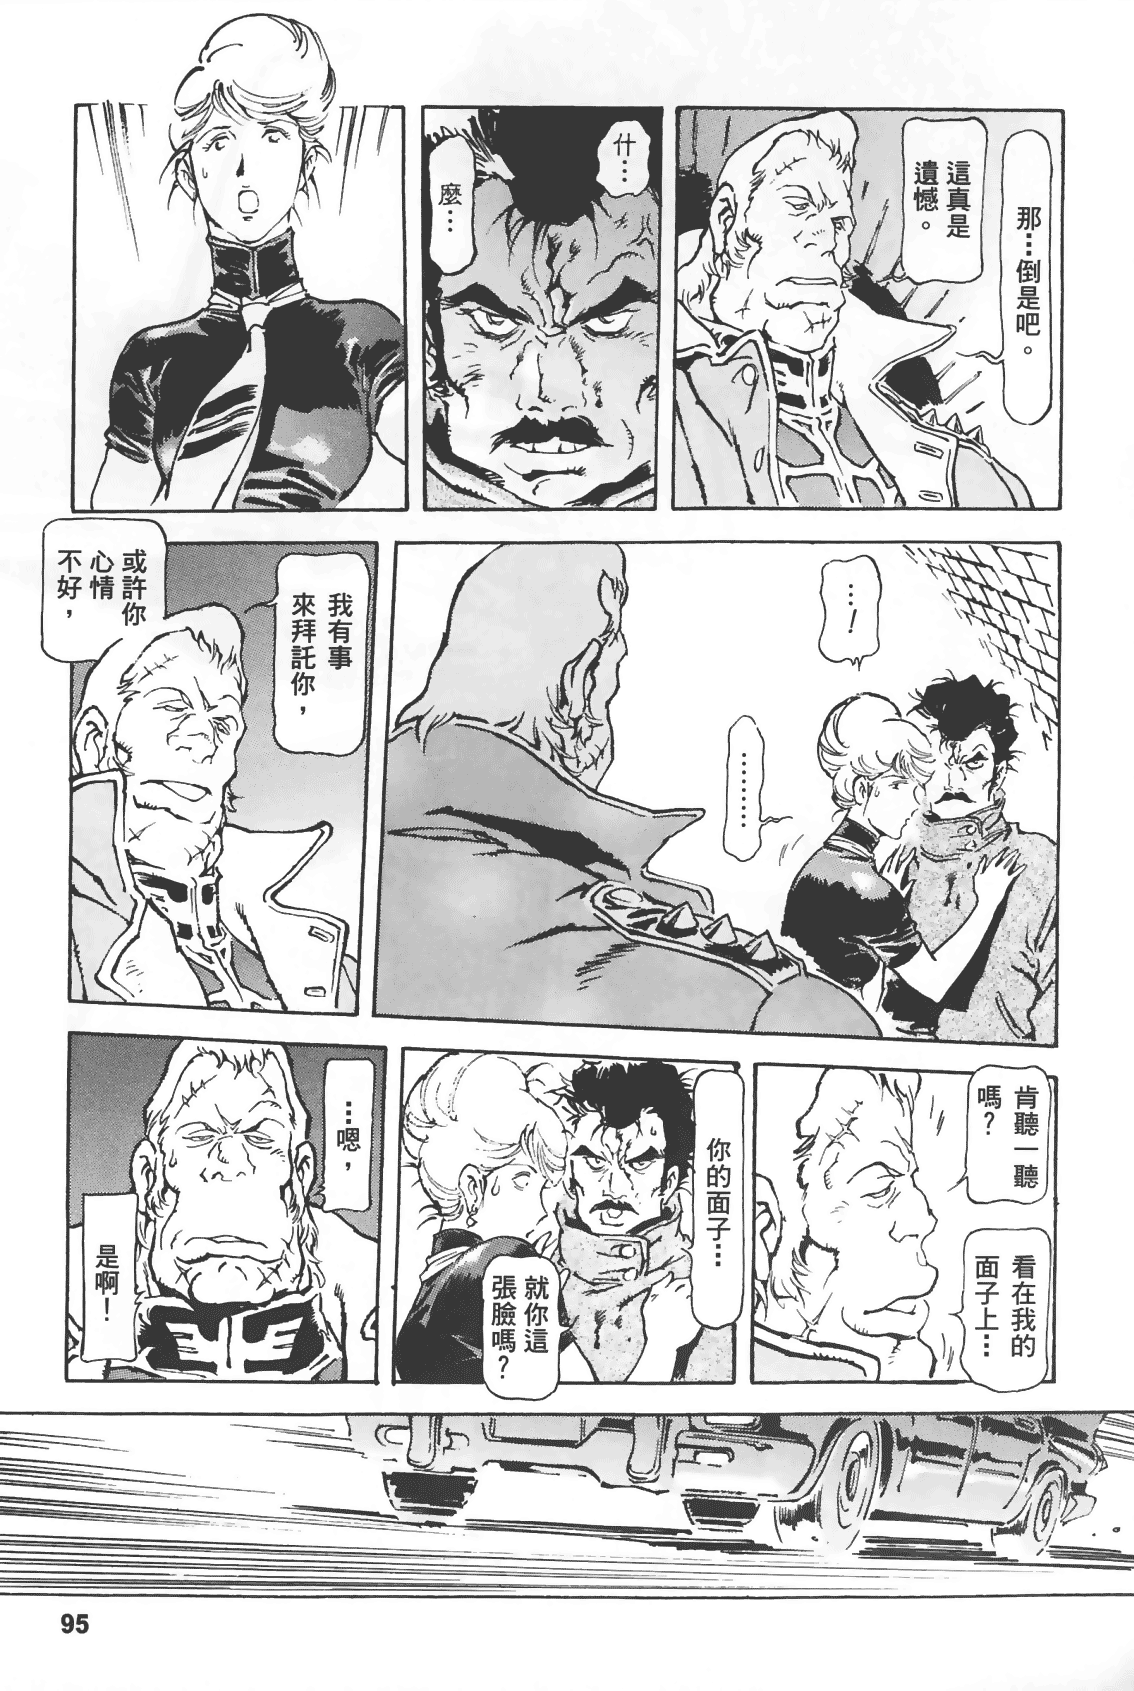 那…倒是吧。
這真是
遺憾。
什…
麼…
…！
………
我有事
來拜託你，
或許你
心情
不好，
肯聽一聽
嗎？
看在我的
面子上…
你的面子…
就你這
張臉嗎？
…嗯，
是啊！
95